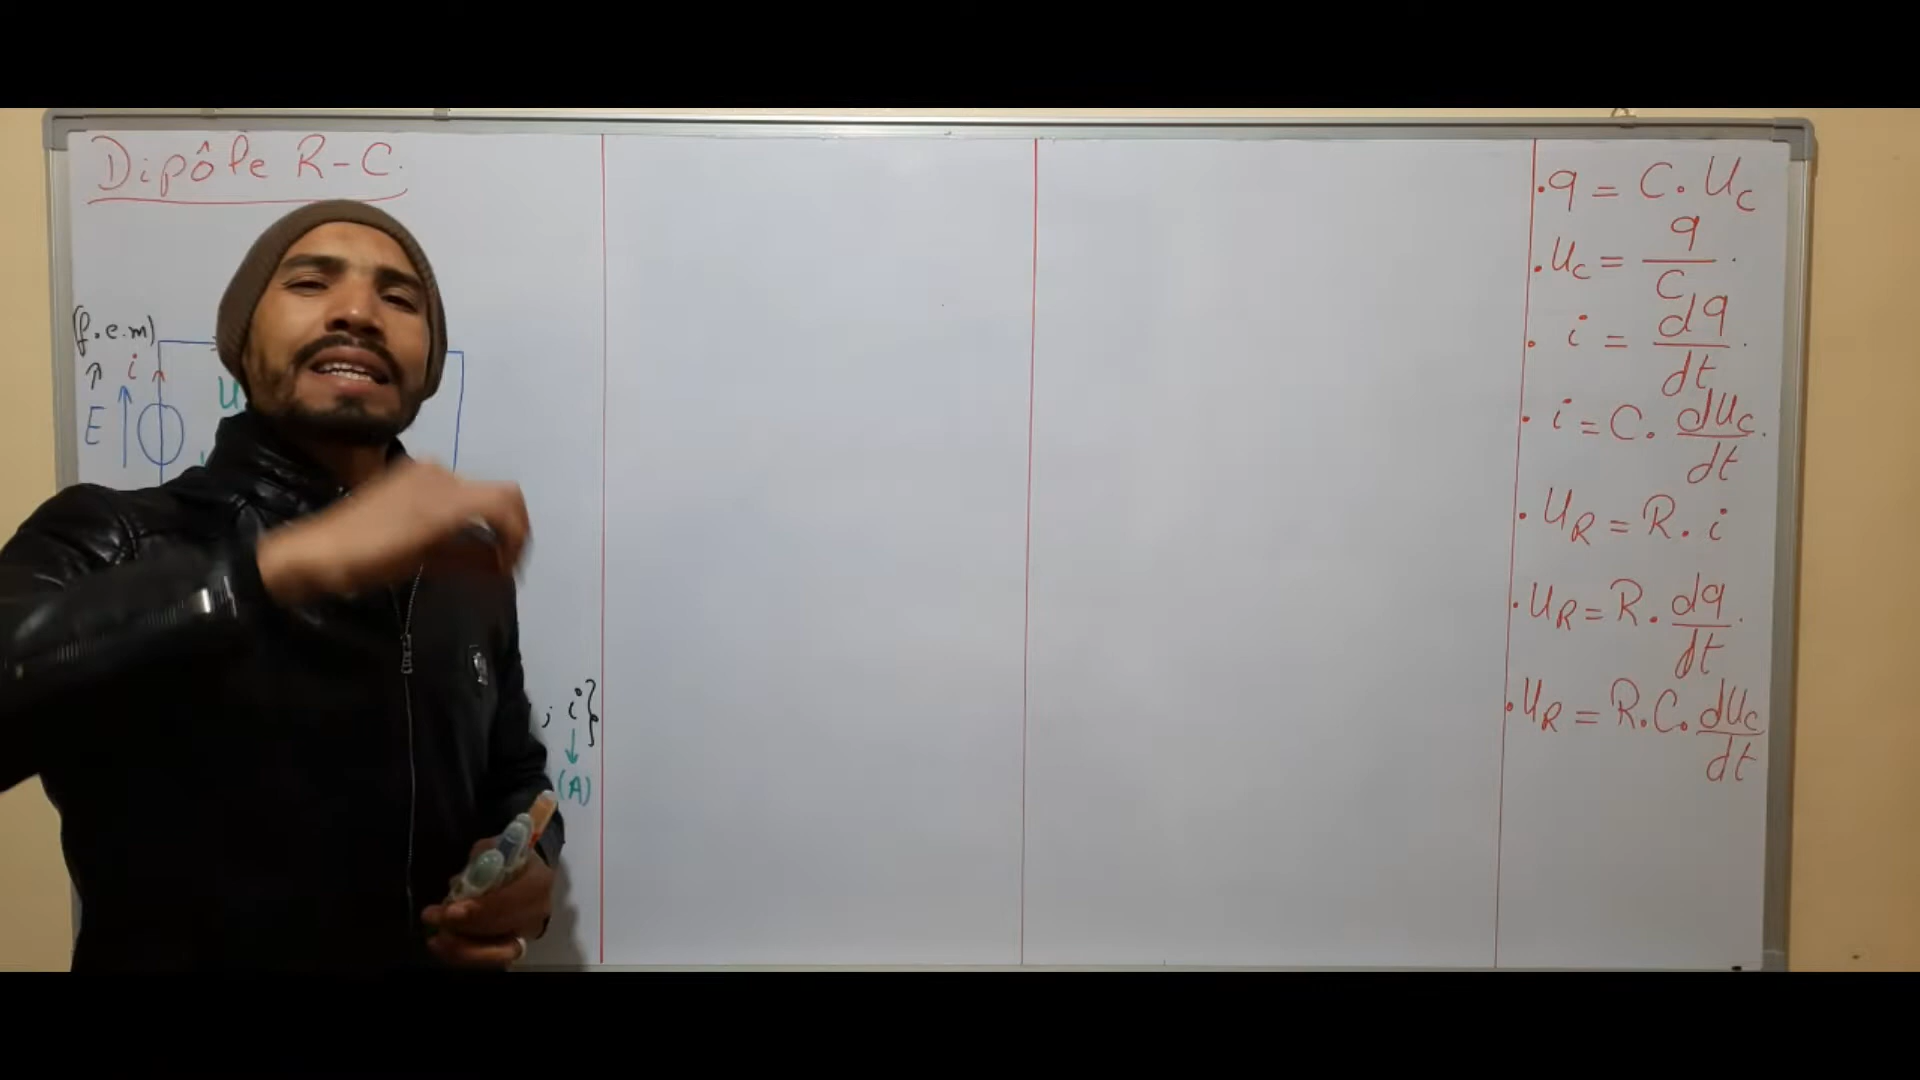 Dipôle R-C.
(f.e.m)
i
E
U
, i}
(A)
. q = C. Uc
. Uc = q/C .
. i = dq/dt .
. i = C. dUc/dt .
. UR = R. i
. UR = R. dq/dt .
. UR = R.C. dUc/dt